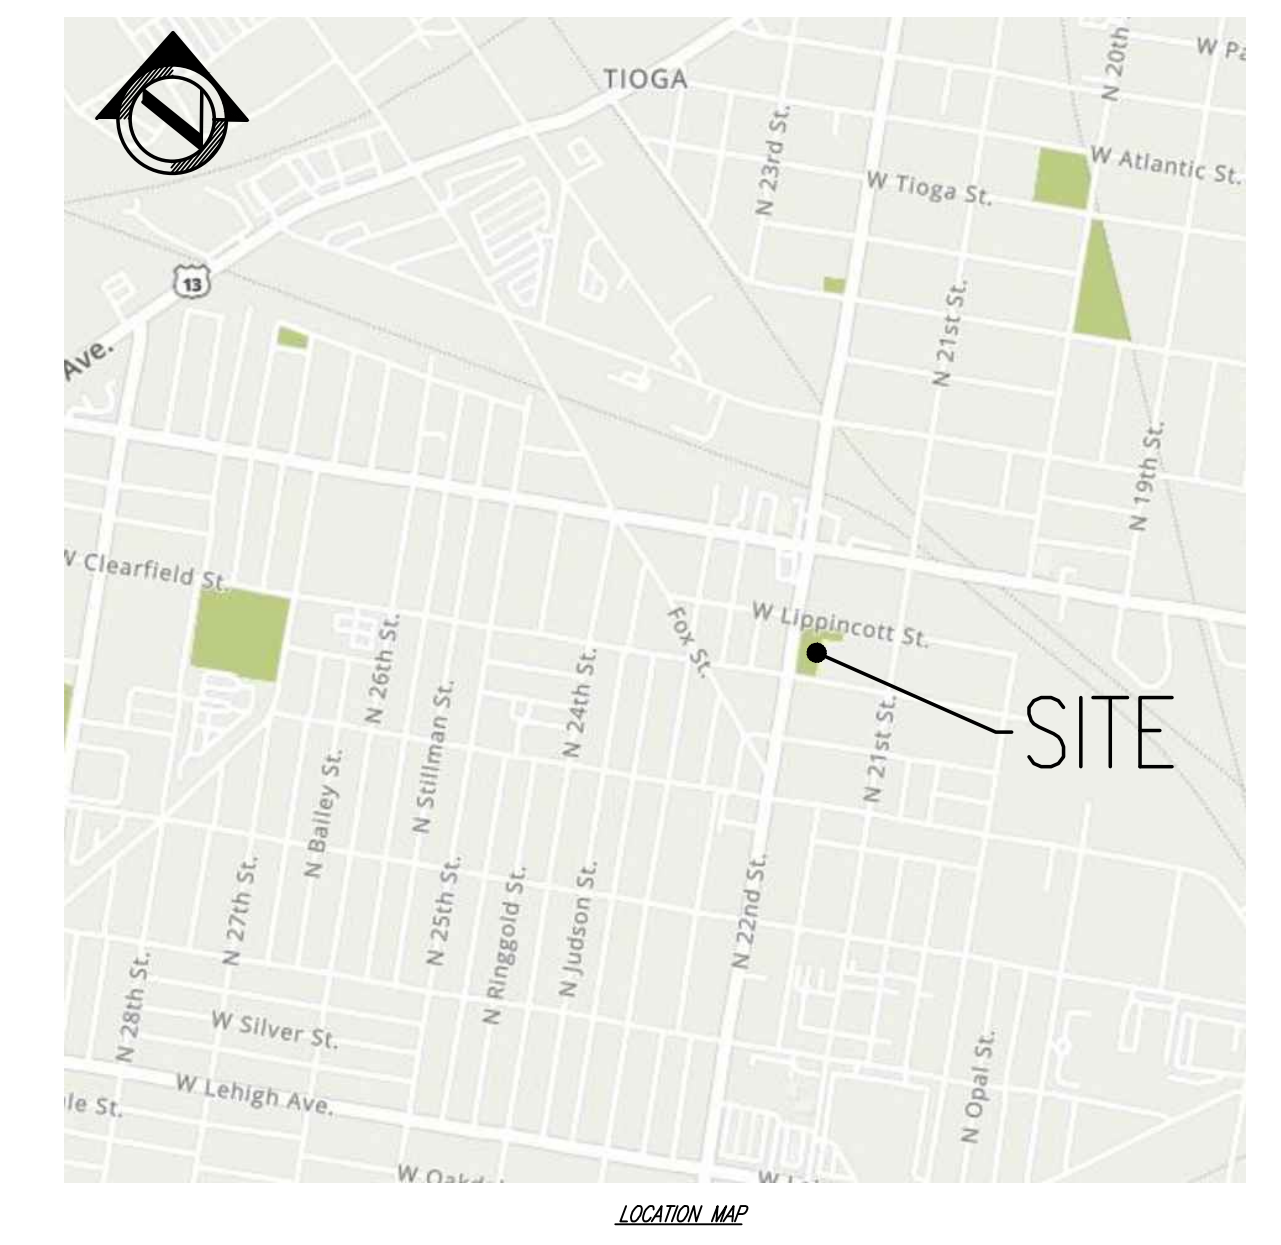 TIOGA
N 20th
W Pa
N 23rd St.
W Atlantic St.
W Tioga St.
13
N 21st St.
Ave.
N 19th St.
W Clearfield St.
W Lippincott St.
Fox St.
N 26th St.
N 24th St.
SITE
N Stillman St.
N 21st St.
N Bailey St.
N 27th St.
N 25th St.
N Ringgold St.
N Judson St.
N 22nd St.
N 28th St.
W Silver St.
N Opal St.
W Lehigh Ave.
le St.
W Oakd
LOCATION MAP